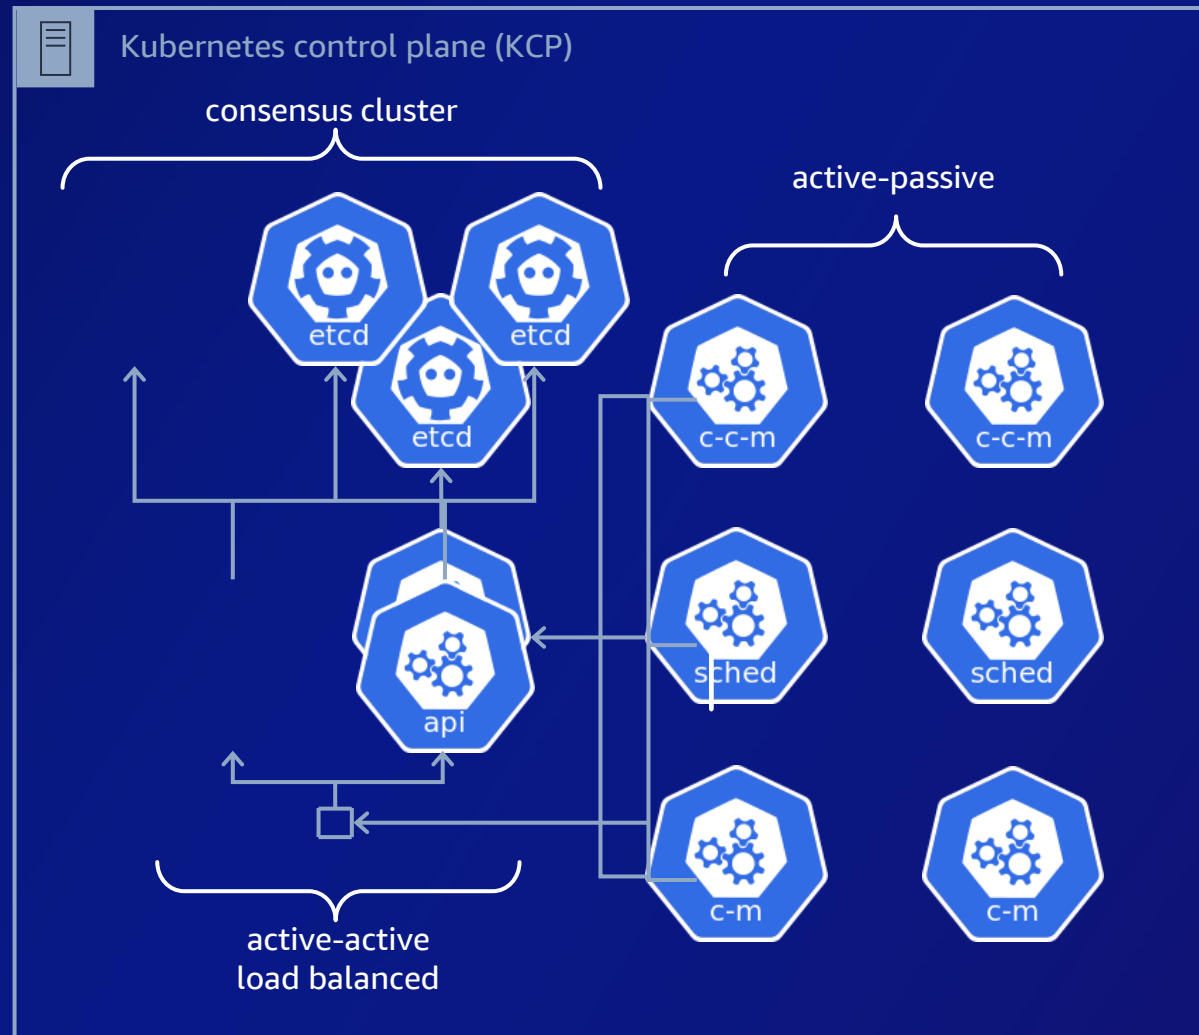 Kubernetes control plane (KCP)
consensus cluster
active-passive
etcd
etcd
etcd
c-c-m
c-c-m
sched
sched
api
c-m
c-m
active-active
load balanced